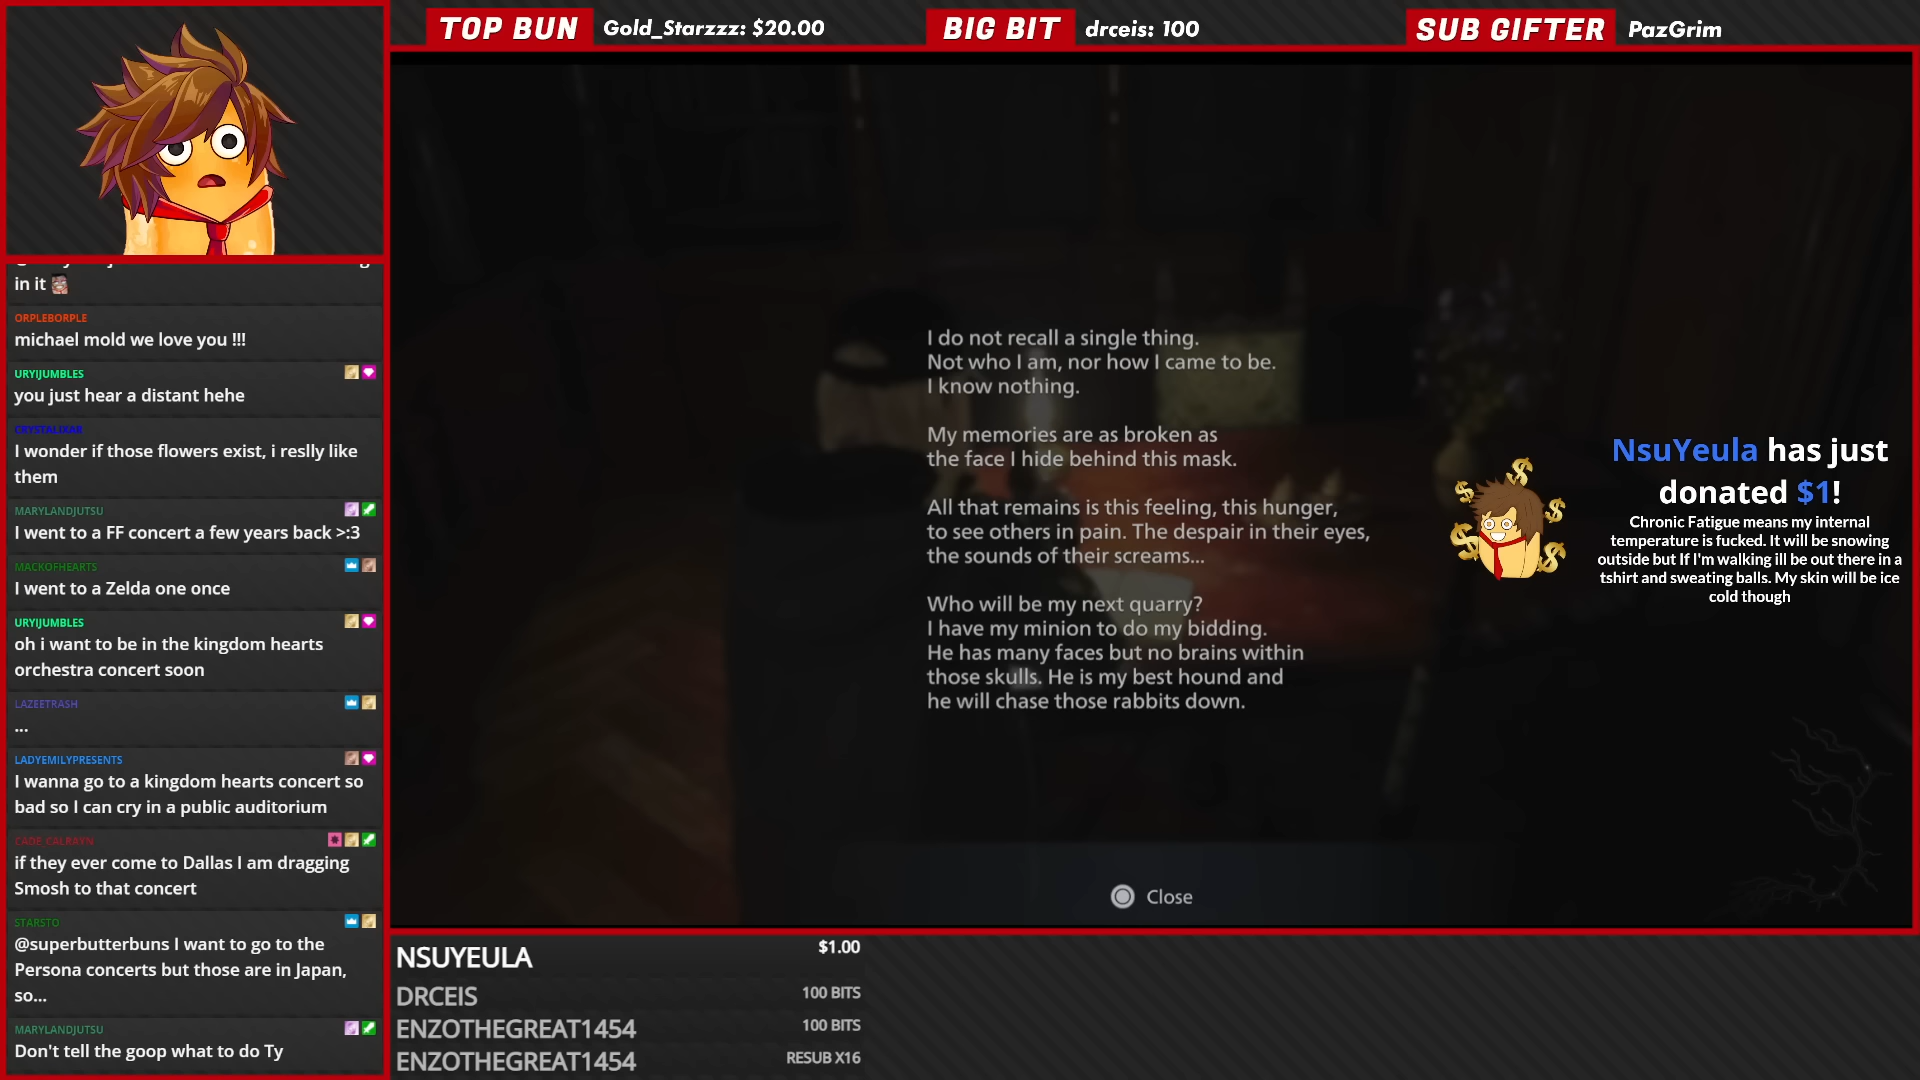 TOP BUN Gold_Starzzz: $20.00
BIG BIT drceis: 100
SUB GIFTER PazGrim
in it
ORPLEBORPLE
michael mold we love you !!!
URYIJUMBLES
you just hear a distant hehe
CRYSTALIXAR
I wonder if those flowers exist, i reslly like
them
MARYLANDJUTSU
I went to a FF concert a few years back >:3
MACKOFHEARTS
I went to a Zelda one once
URYIJUMBLES
oh i want to be in the kingdom hearts
orchestra concert soon
LAZEETRASH
...
LADYEMILYPRESENTS
I wanna go to a kingdom hearts concert so
bad so I can cry in a public auditorium
CADE CALRAYN
if they ever come to Dallas I am dragging
Smosh to that concert
STARSTO
@superbutterbuns I want to go to the
Persona concerts but those are in Japan,
so...
MARYLANDJUTSU
Don't tell the goop what to do Ty
I do not recall a single thing.
Not who I am, nor how I came to be.
I know nothing.
My memories are as broken as
the face I hide behind this mask.
All that remains is this feeling, this hunger,
to see others in pain. The despair in their eyes,
the sounds of their screams...
Who will be my next quarry?
I have my minion to do my bidding.
He has many faces but no brains within
those skulls. He is my best hound and
he will chase those rabbits down.
Close
NsuYeula has just
donated $1!
Chronic Fatigue means my internal
temperature is fucked. It will be snowing
outside but If I'm walking ill be out there in a
tshirt and sweating balls. My skin will be ice
cold though
NSUYEULA $1.00
DRCEIS 100 BITS
ENZOTHEGREAT1454 100 BITS
ENZOTHEGREAT1454 RESUB X16